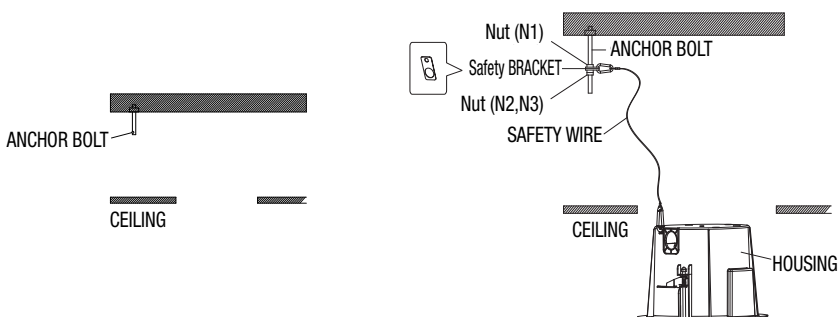 ANCHOR BOLT
CEILING
Nut (N1)
ANCHOR BOLT
Safety BRACKET
Nut (N2,N3)
SAFETY WIRE
CEILING
HOUSING